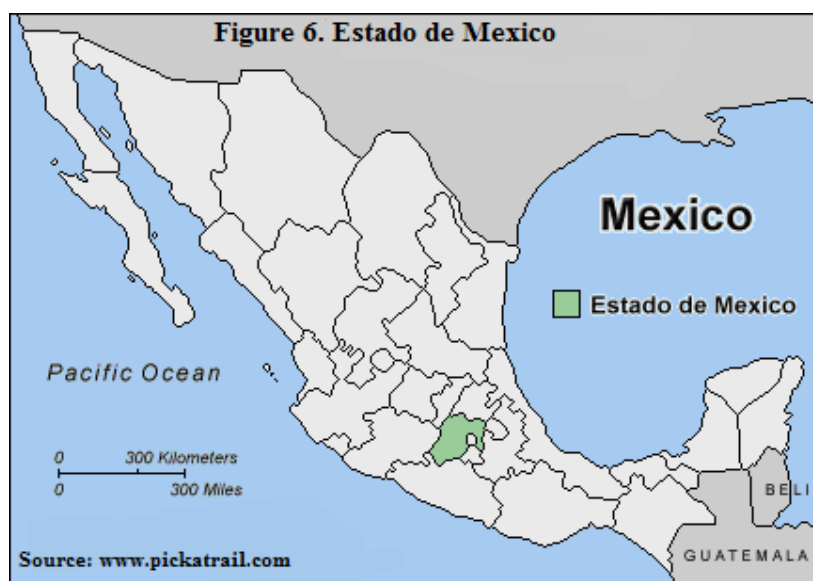 Figure 6. Estado de Mexico
Mexico
Estado de Mexico
Pacific Ocean
0 300 Kilometers
0 300 Miles
BELI
GUATEMALA
Source: www.pickatrail.com